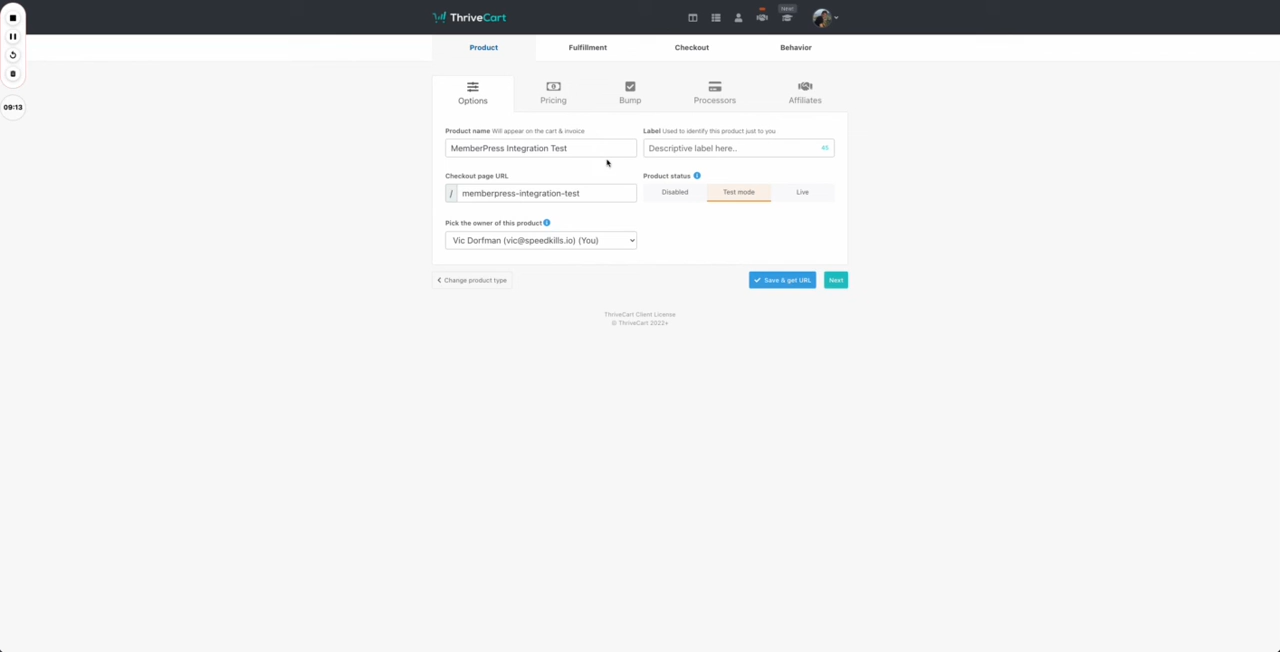 ThriveCart
New!
09:13
Product
Fulfillment
Checkout
Behavior
Options
Pricing
Bump
Processors
Affiliates
Product name Will appear on the cart & invoice
MemberPress Integration Test
Label Used to identify this product just to you
Descriptive label here..
45
Checkout page URL
/ memberpress-integration-test
Product status
Disabled
Test mode
Live
Pick the owner of this product
Vic Dorfman (vic@speedkills.io) (You)
Change product type
Save & get URL
Next
ThriveCart Client License
© ThriveCart 2022+